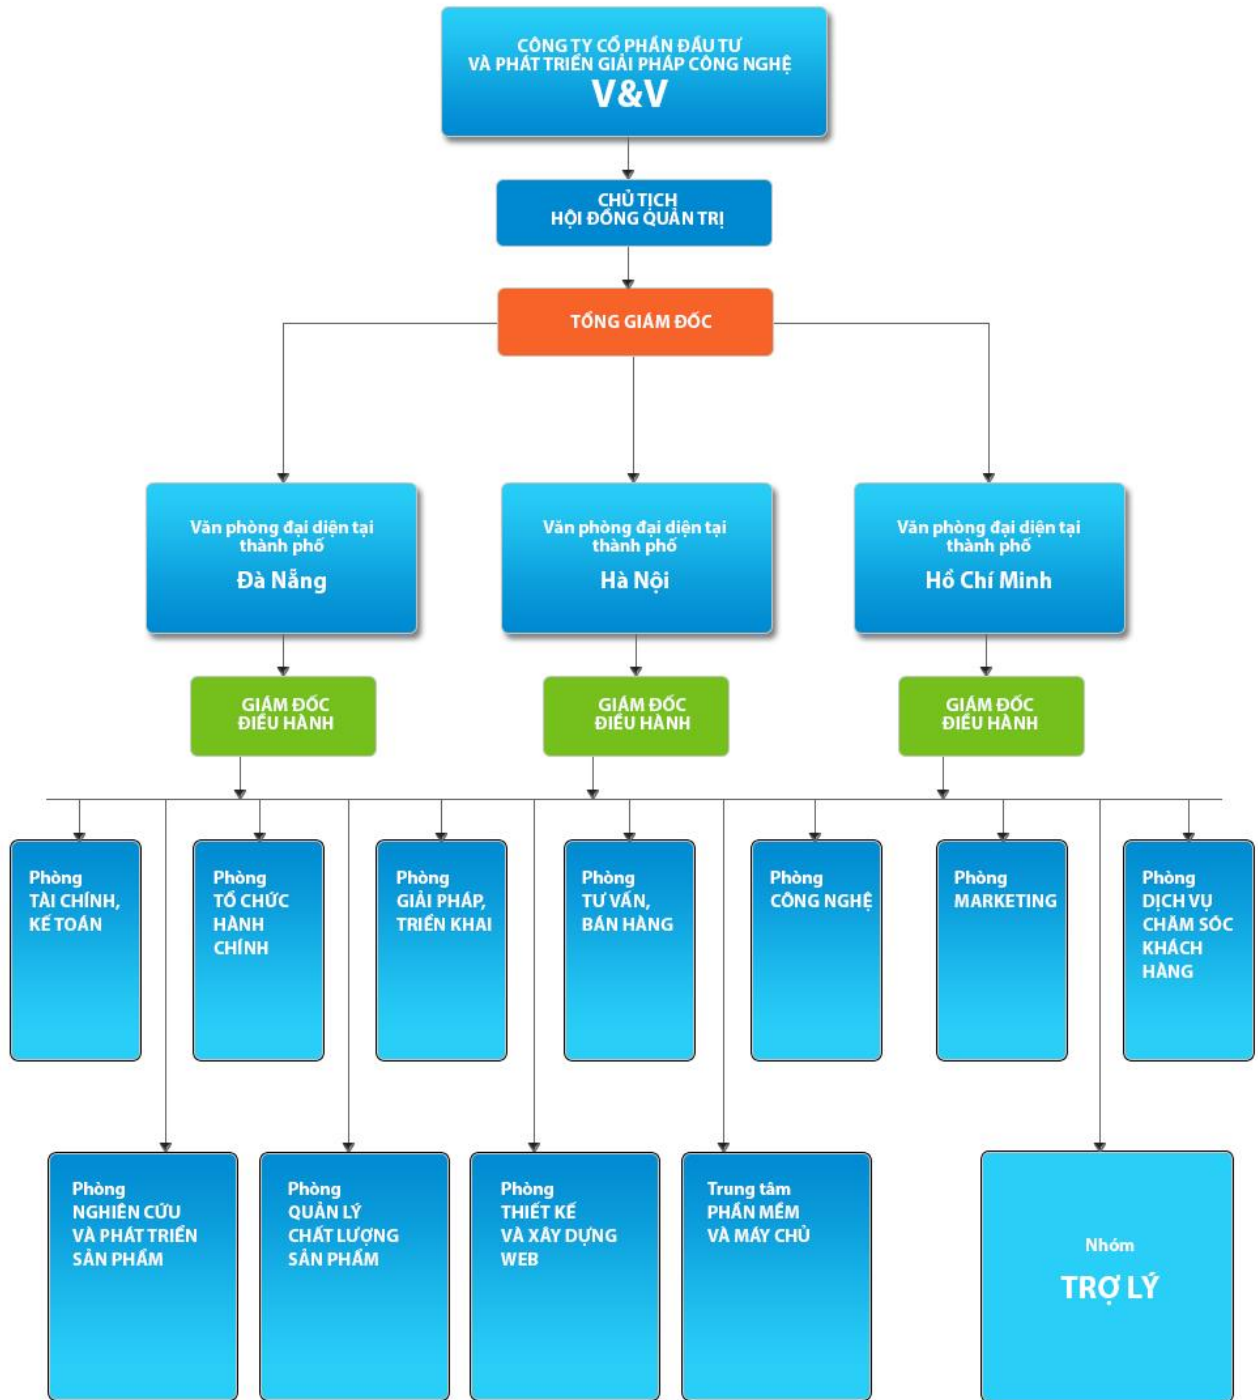 CÔNG TY CỔ PHẦN ĐẦU TƯ
VÀ PHÁT TRIỂN GIẢI PHÁP CÔNG NGHỆ
V&V
CHỦ TỊCH
HỘI ĐỒNG QUẢN TRỊ
TỔNG GIÁM ĐỐC
Văn phòng đại diện tại
thành phố
Đà Nẵng
Văn phòng đại diện tại
thành phố
Hà Nội
Văn phòng đại diện tại
thành phố
Hồ Chí Minh
GIÁM ĐỐC
ĐIỀU HÀNH
GIÁM ĐỐC
ĐIỀU HÀNH
GIÁM ĐỐC
ĐIỀU HÀNH
Phòng
TÀI CHÍNH,
KẾ TOÁN
Phòng
TỔ CHỨC
HÀNH
CHÍNH
Phòng
GIẢI PHÁP,
TRIỂN KHAI
Phòng
TƯ VẤN,
BÁN HÀNG
Phòng
CÔNG NGHỆ
Phòng
MARKETING
Phòng
DỊCH VỤ
CHĂM SÓC
KHÁCH
HÀNG
Phòng
NGHIÊN CỨU
VÀ PHÁT TRIỂN
SẢN PHẨM
Phòng
QUẢN LÝ
CHẤT LƯỢNG
SẢN PHẨM
Phòng
THIẾT KẾ
VÀ XÂY DỰNG
WEB
Trung tâm
PHẦN MỀM
VÀ MÁY CHỦ
Nhóm
TRỢ LÝ